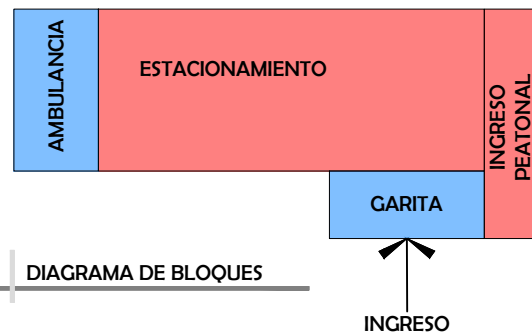 AMBULANCIA
ESTACIONAMIENTO
INGRESO
PEATONAL
GARITA
DIAGRAMA DE BLOQUES
INGRESO